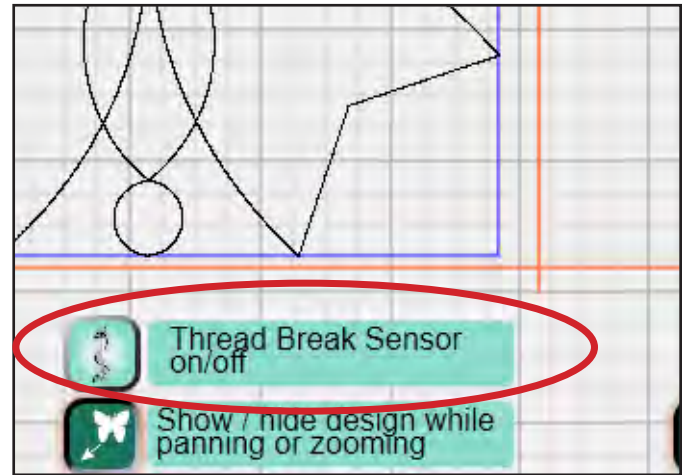 Thread Break Sensor
on/off
Show / hide design while
panning or zooming